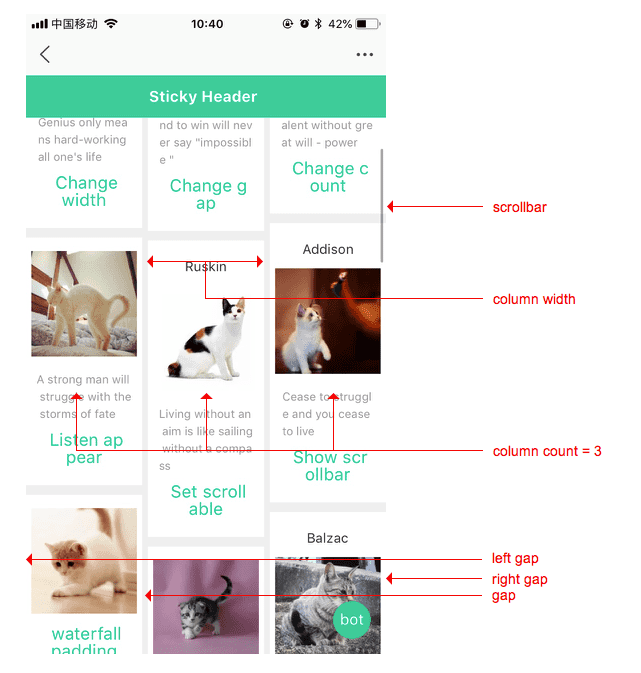 中国移动
10:40
42%
Sticky Header
Genius only mea
ns hard-working
all one's life
Change
width
nd to win will nev
er say "impossibl
e "
Change g
ap
alent without gre
at will - power
Change c
ount
scrollbar
A strong man will
struggle with the
storms of fate
Listen ap
pear
Ruskin
Living without an
aim is like sailing
without a compa
ss
Set scroll
able
Addison
Cease to struggl
e and you cease
to live
Show scr
ollbar
column width
column count = 3
waterfall
padding
Balzac
bot
left gap
right gap
gap